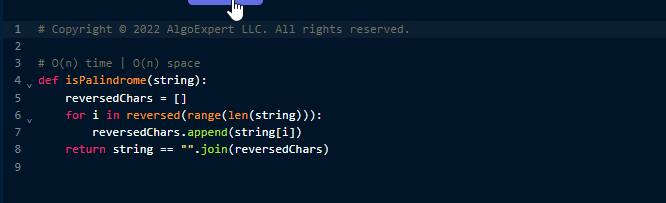 1 # Copyright © 2022 AlgoExpert LLC. All rights reserved.
2
3 # O(n) time | O(n) space
4 def isPalindrome(string):
5     reversedChars = []
6     for i in reversed(range(len(string))):
7         reversedChars.append(string[i])
8     return string == "".join(reversedChars)
9